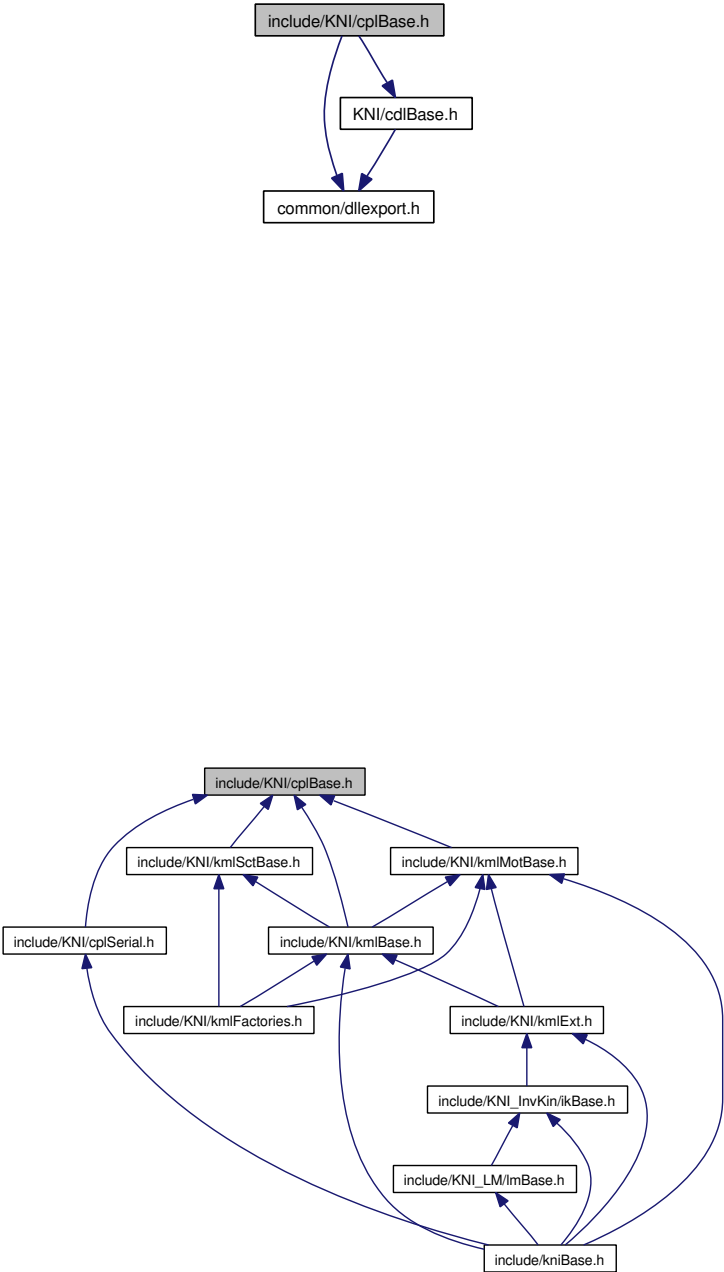 include/KNI/cplBase.h
KNI/cdlBase.h
common/dllexport.h
include/KNI/cplBase.h
include/KNI/kmlSctBase.h
include/KNI/kmlMotBase.h
include/KNI/cplSerial.h
include/KNI/kmlBase.h
include/KNI/kmlFactories.h
include/KNI/kmlExt.h
include/KNI_InvKin/ikBase.h
include/KNI_LM/lmBase.h
include/kniBase.h